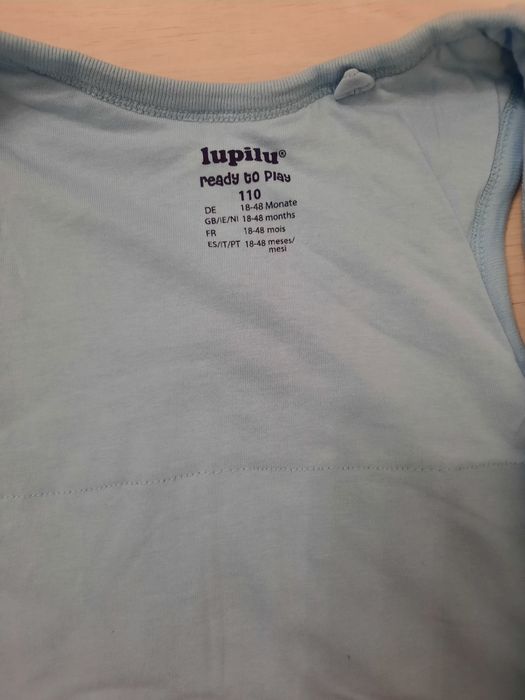 lupilu®
ready to play
110
DE 18-48 Monate
GB/IE/NI 18-48 months
FR 18-48 mois
ES/IT/PT 18-48 meses/
mesi